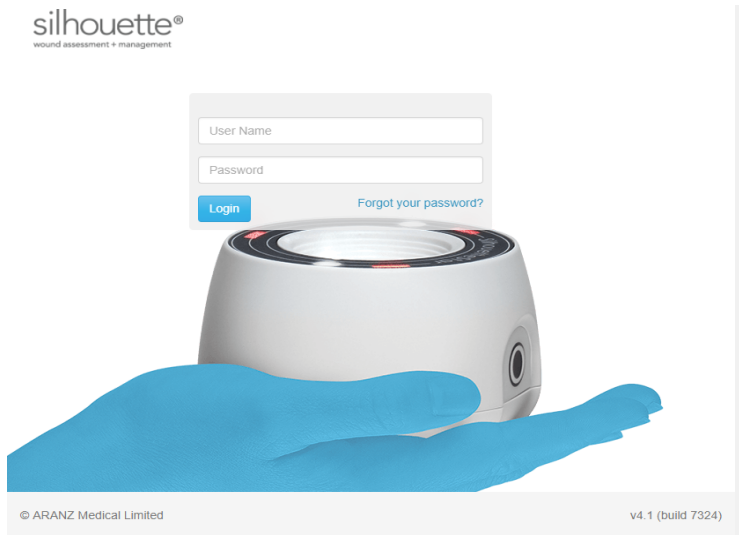 silhouette®
wound assessment + management
User Name
Password
Login
Forgot your password?
© ARANZ Medical Limited
v4.1 (build 7324)